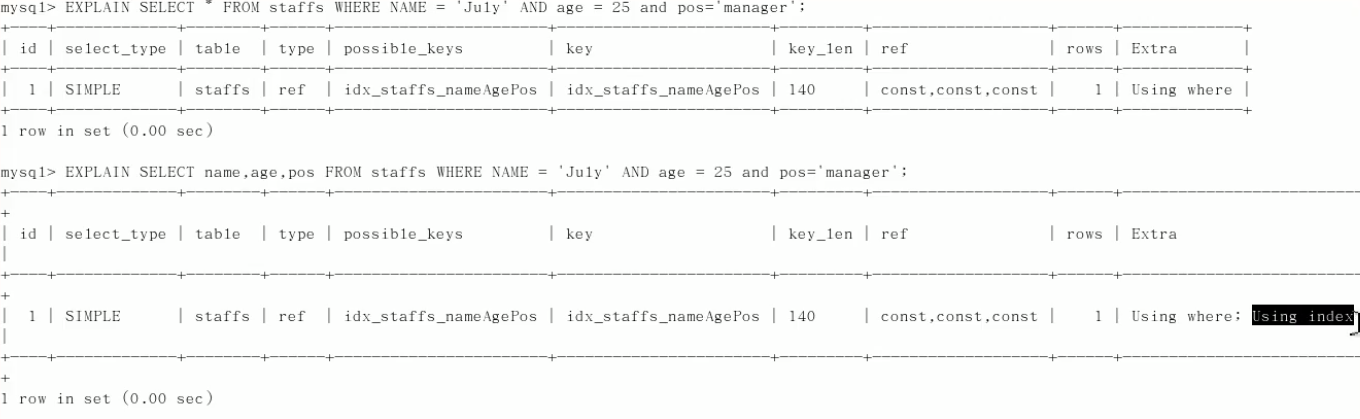 mysql> EXPLAIN SELECT * FROM staffs WHERE NAME = 'July' AND age = 25 and pos='manager';
+----+-------------+--------+------+-----------------------+-----------------------+---------+-------------------+------+-------------+
| id | select_type | table  | type | possible_keys         | key                   | key_len | ref               | rows | Extra       |
+----+-------------+--------+------+-----------------------+-----------------------+---------+-------------------+------+-------------+
| 1 | SIMPLE      | staffs | ref  | idx_staffs_nameAgePos | idx_staffs_nameAgePos | 140     | const,const,const |    1 | Using where |
+----+-------------+--------+------+-----------------------+-----------------------+---------+-------------------+------+-------------+
1 row in set (0.00 sec)
mysql> EXPLAIN SELECT name,age,pos FROM staffs WHERE NAME = 'July' AND age = 25 and pos='manager';
+----+-------------+--------+------+-----------------------+-----------------------+---------+-------------------+------+--------------------------
+
| id | select_type | table  | type | possible_keys         | key                   | key_len | ref               | rows | Extra
|
+----+-------------+--------+------+-----------------------+-----------------------+---------+-------------------+------+--------------------------
+
| 1 | SIMPLE      | staffs | ref  | idx_staffs_nameAgePos | idx_staffs_nameAgePos | 140     | const,const,const |    1 | Using where; Using index
|
+----+-------------+--------+------+-----------------------+-----------------------+---------+-------------------+------+--------------------------
+
1 row in set (0.00 sec)